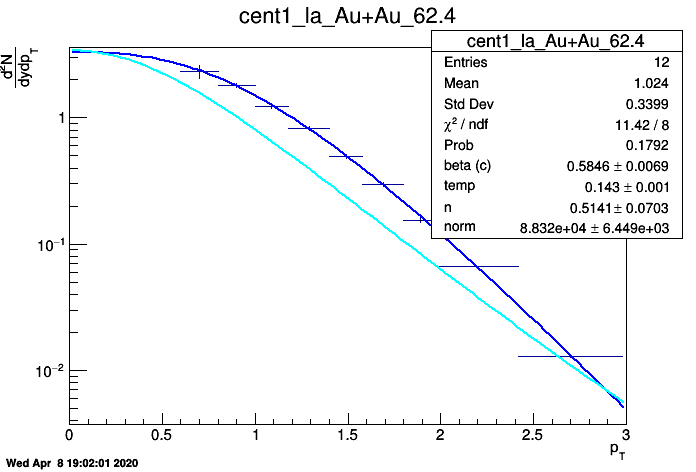 cent1_la_Au+Au_62.4
cent1_la_Au+Au_62.4
Entries 12
Mean 1.024
Std Dev 0.3399
χ² / ndf 11.42 / 8
Prob 0.1792
beta (c) 0.5846 ± 0.0069
temp 0.143 ± 0.001
n 0.5141 ± 0.0703
norm 8.832e+04 ± 6.449e+03
d²N
dydp_T
1
10⁻¹
10⁻²
0 0.5 1 1.5 2 2.5 3
p_T
Wed Apr 8 19:02:01 2020